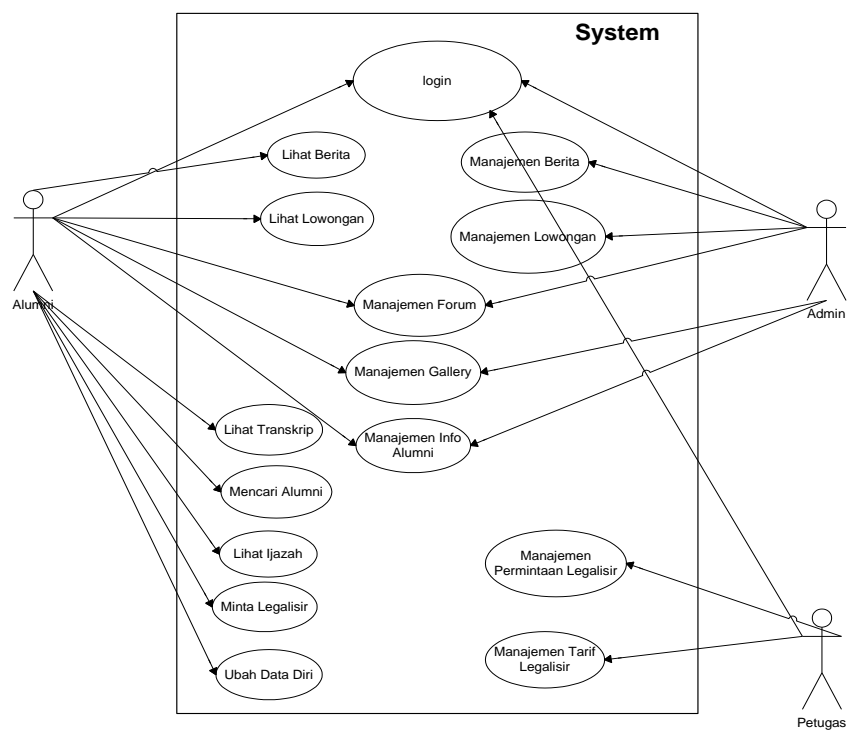 System
login
Lihat Berita
Manajemen Berita
Lihat Lowongan
Manajemen Lowongan
Alumni
Admin
Manajemen Forum
Manajemen Gallery
Lihat Transkrip
Manajemen Info
Alumni
Mencari Alumni
Lihat Ijazah
Manajemen
Permintaan Legalisir
Minta Legalisir
Manajemen Tarif
Legalisir
Ubah Data Diri
Petugas